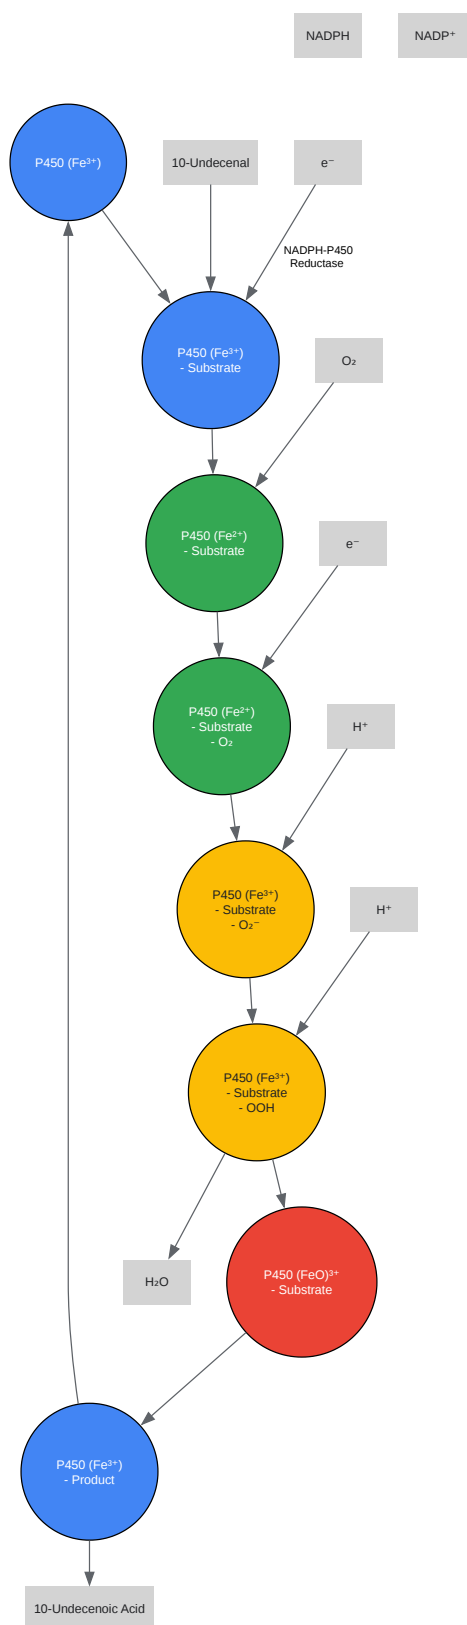 NADPH
NADP⁺
P450 (Fe³⁺)
10-Undecenal
e⁻
NADPH-P450
Reductase
P450 (Fe³⁺)
- Substrate
O₂
P450 (Fe²⁺)
- Substrate
e⁻
P450 (Fe²⁺)
- Substrate
- O₂
H⁺
P450 (Fe³⁺)
- Substrate
- O₂⁻
H⁺
P450 (Fe³⁺)
- Substrate
- OOH
H₂O
P450 (FeO)³⁺
- Substrate
P450 (Fe³⁺)
- Product
10-Undecenoic Acid